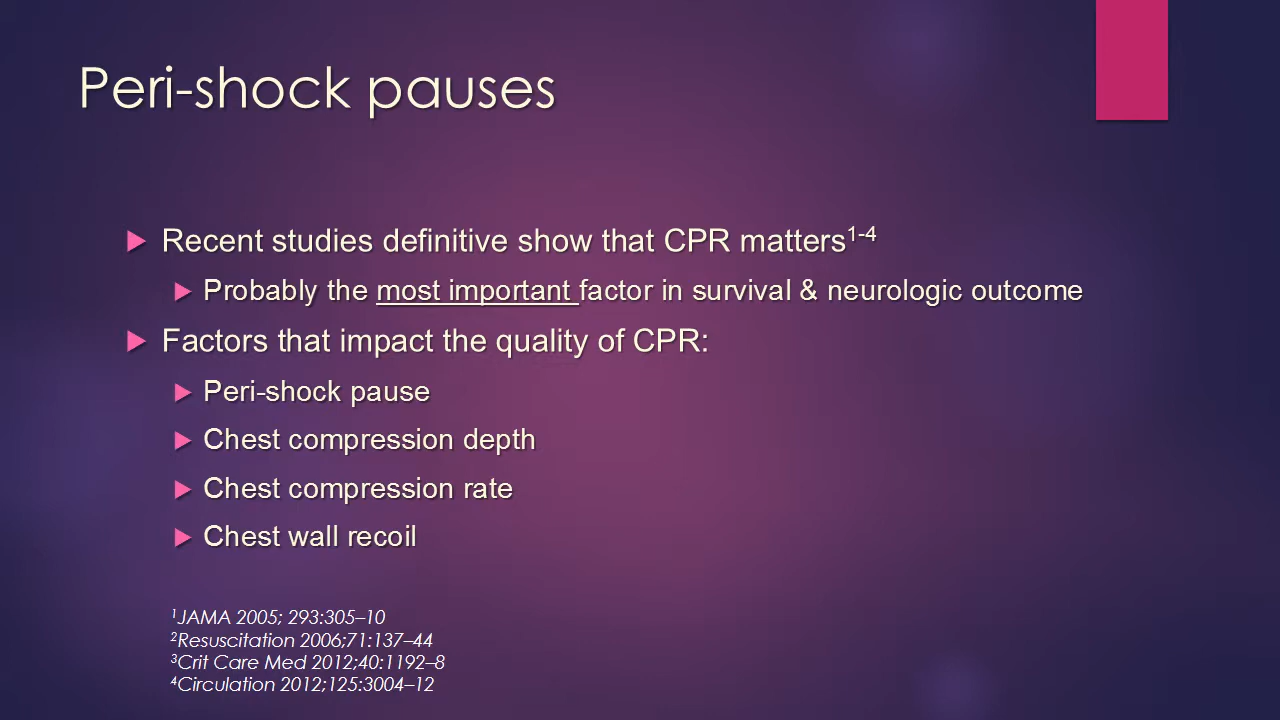 Peri-shock pauses
Recent studies definitive show that CPR matters1-4
Probably the most important factor in survival & neurologic outcome
Factors that impact the quality of CPR:
Peri-shock pause
Chest compression depth
Chest compression rate
Chest wall recoil
1JAMA 2005; 293:305–10
2Resuscitation 2006;71:137–44
3Crit Care Med 2012;40:1192–8
4Circulation 2012;125:3004–12